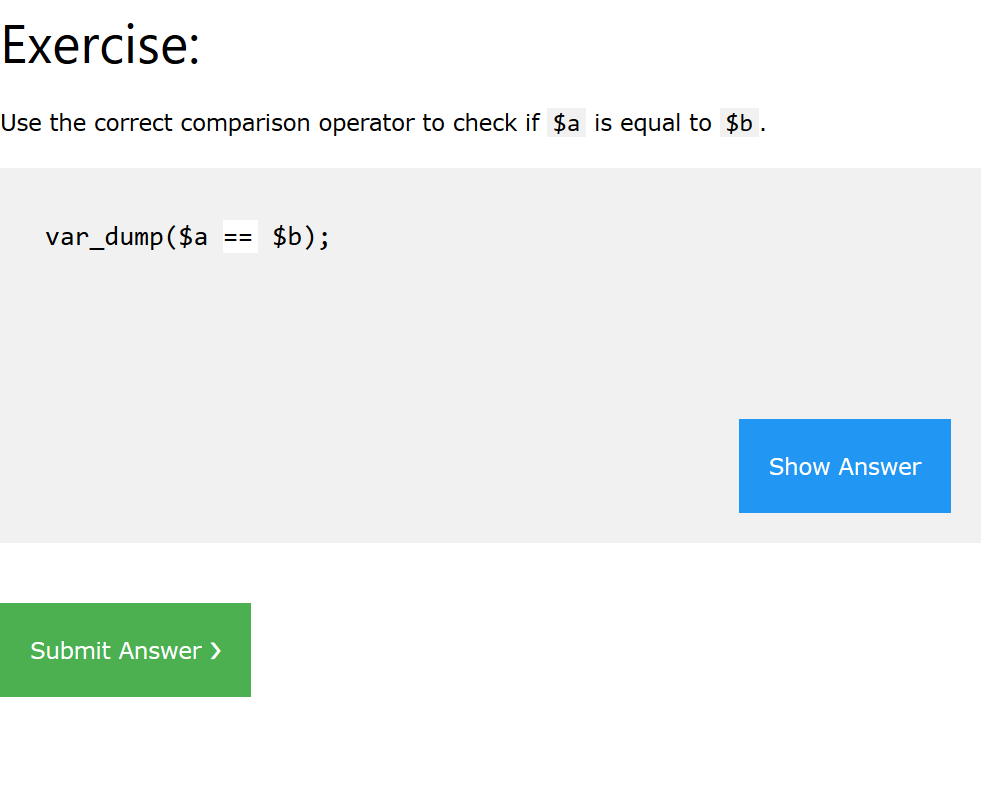 Exercise:
Use the correct comparison operator to check if $a is equal to $b.
var_dump($a == $b);
Show Answer
Submit Answer ❯